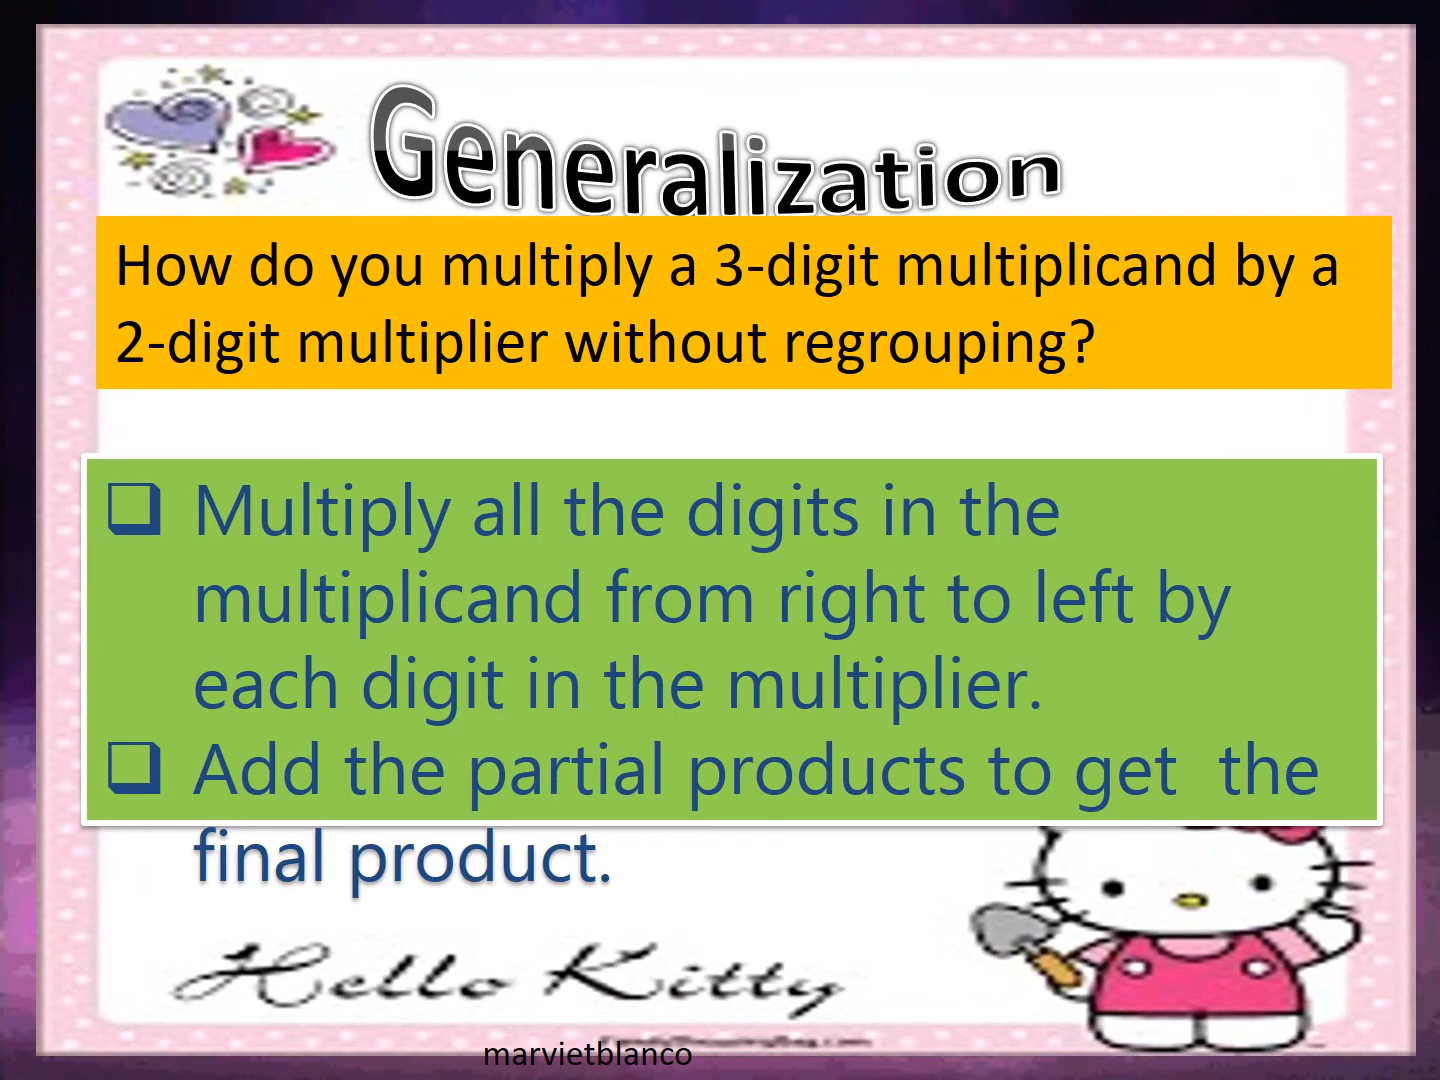 Generalization
How do you multiply a 3-digit multiplicand by a
2-digit multiplier without regrouping?
❑ Multiply all the digits in the
multiplicand from right to left by
each digit in the multiplier.
❑ Add the partial products to get  the
final product.
Hello Kitty
marvietblanco